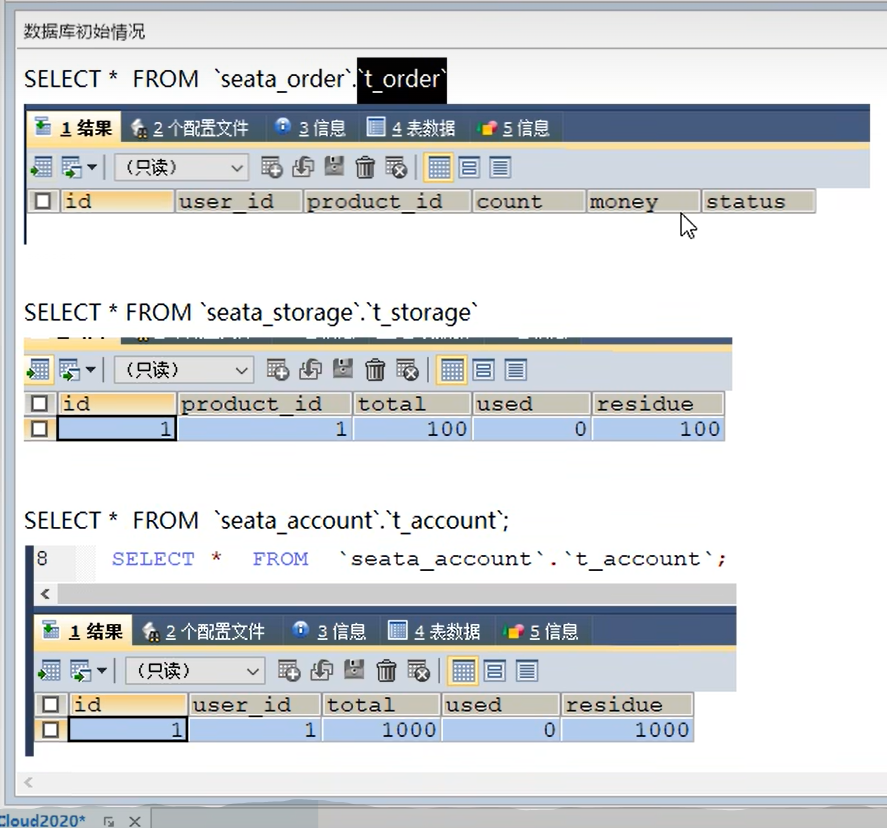 数据库初始情况
SELECT * FROM `seata_order`.`t_order`
1 结果 2 个配置文件 3 信息 4 表数据 5 信息
（只读）
id user_id product_id count money status
SELECT * FROM `seata_storage`.`t_storage`
（只读）
id product_id total used residue
1 1 100 0 100
SELECT * FROM `seata_account`.`t_account`;
8 SELECT * FROM `seata_account`.`t_account`;
<
1 结果 2 个配置文件 3 信息 4 表数据 5 信息
（只读）
id user_id total used residue
1 1 1000 0 1000
<
Cloud2020*